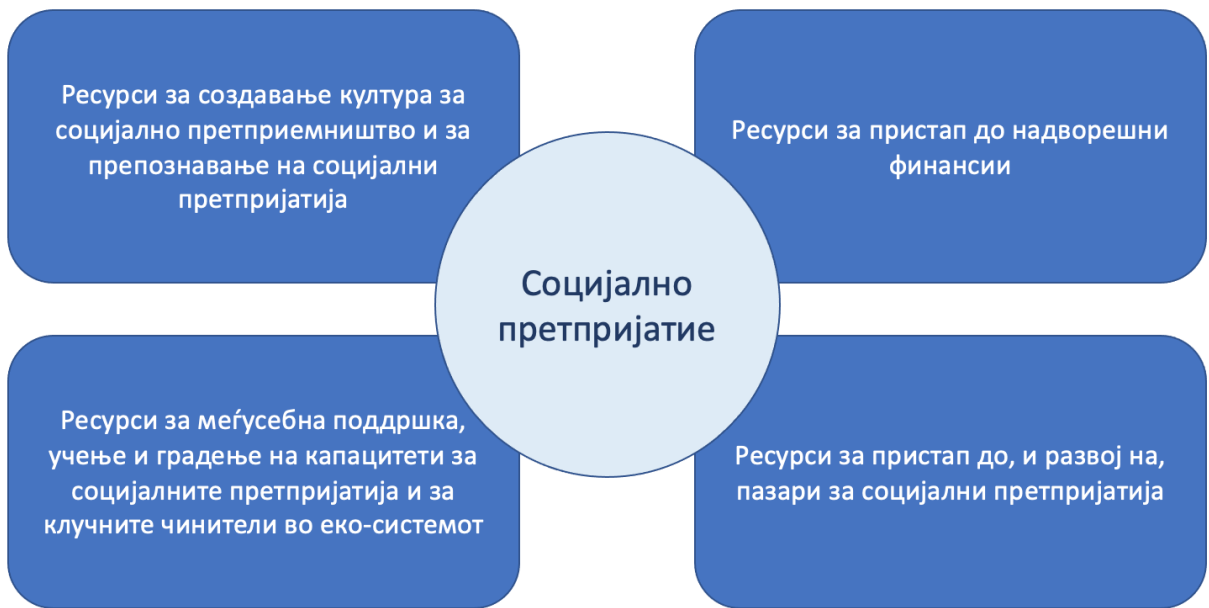 Ресурси за создавање култура за
социјално претприемништво и за
препознавање на социјални
претпријатија
Ресурси за пристап до надворешни
финансии
Социјално
претпријатие
Ресурси за меѓусебна поддршка,
учење и градење на капацитети за
социјалните претпријатија и за
клучните чинители во еко-системот
Ресурси за пристап до, и развој на,
пазари за социјални претпријатија